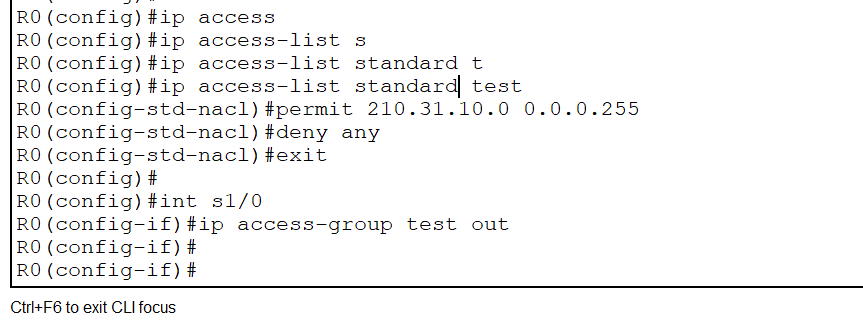 R0(config)#ip access
R0(config)#ip access-list s
R0(config)#ip access-list standard t
R0(config)#ip access-list standard test
R0(config-std-nacl)#permit 210.31.10.0 0.0.0.255
R0(config-std-nacl)#deny any
R0(config-std-nacl)#exit
R0(config)#
R0(config)#int s1/0
R0(config-if)#ip access-group test out
R0(config-if)#
R0(config-if)#
Ctrl+F6 to exit CLI focus